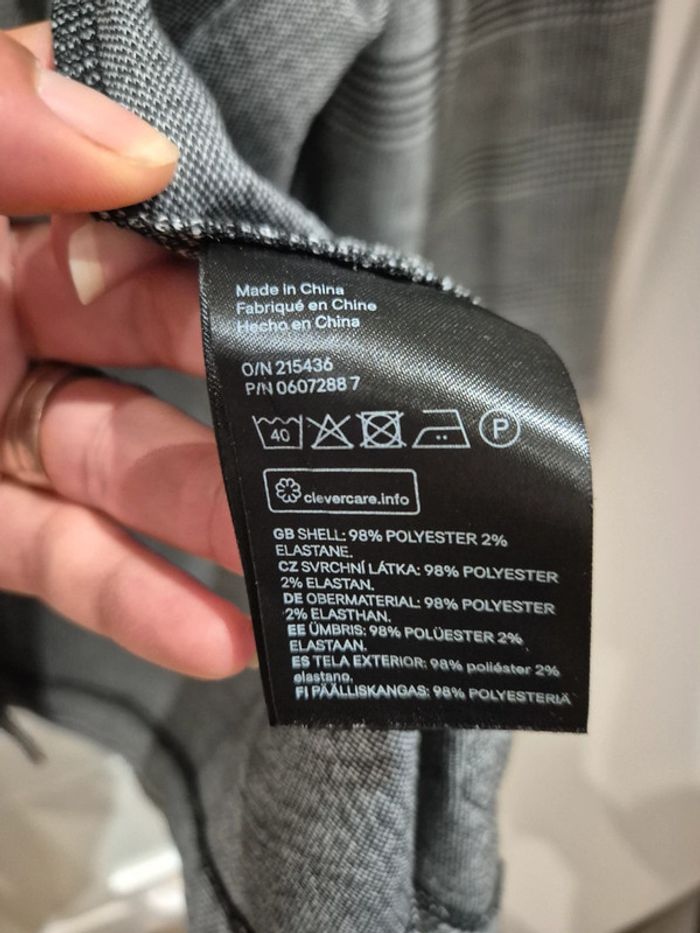 Made in China
Fabriqué en Chine
Hecho en China
O/N 215436
P/N 0607288 7
40 P
clevercare.info
GB SHELL: 98% POLYESTER 2%
ELASTANE.
CZ SVRCHNÍ LÁTKA: 98% POLYESTER
2% ELASTAN.
DE OBERMATERIAL: 98% POLYESTER
2% ELASTHAN.
EE ÜMBRIS: 98% POLÜESTER 2%
ELASTAAN.
ES TELA EXTERIOR: 98% poliéster 2%
elastano.
FI PÄÄLLISKANGAS: 98% POLYESTERIÄ